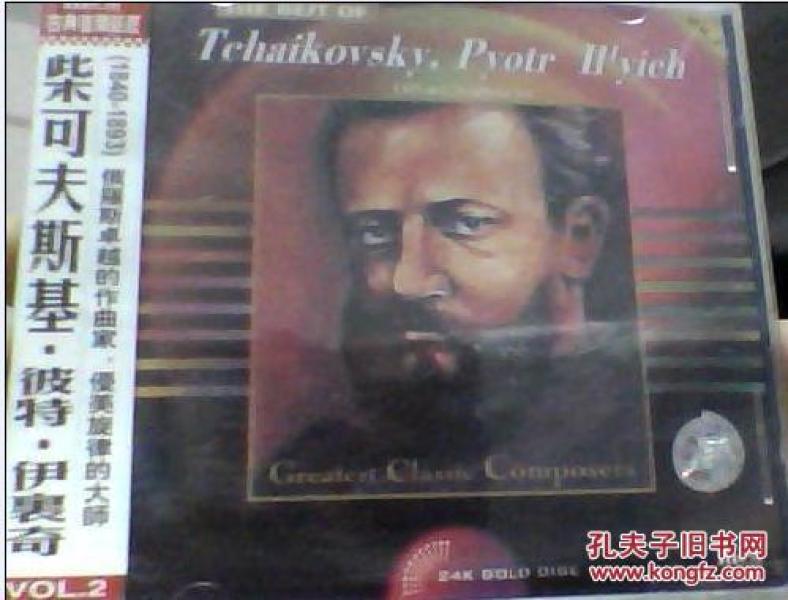 THE BEST OF
Tchaikovsky, Pyotr Il'yich
Greatest Classic Composers
24K GOLD DISC
柴可夫斯基·彼特·伊裏奇
(1840-1893) 俄羅斯卓越的作曲家,優美旋律的大師
VOL.2
孔夫子旧书网
www.kongfz.com